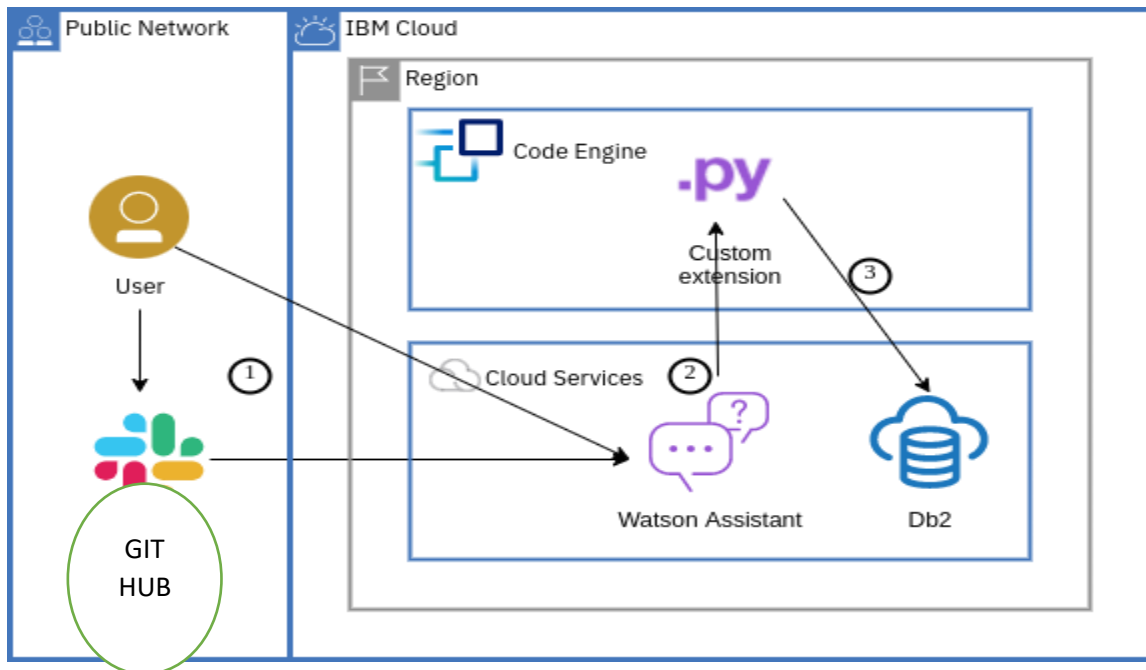 Public Network
IBM Cloud
Region
Code Engine
.py
Custom
extension
User
1
2
3
Cloud Services
?
Watson Assistant
Db2
GIT
HUB